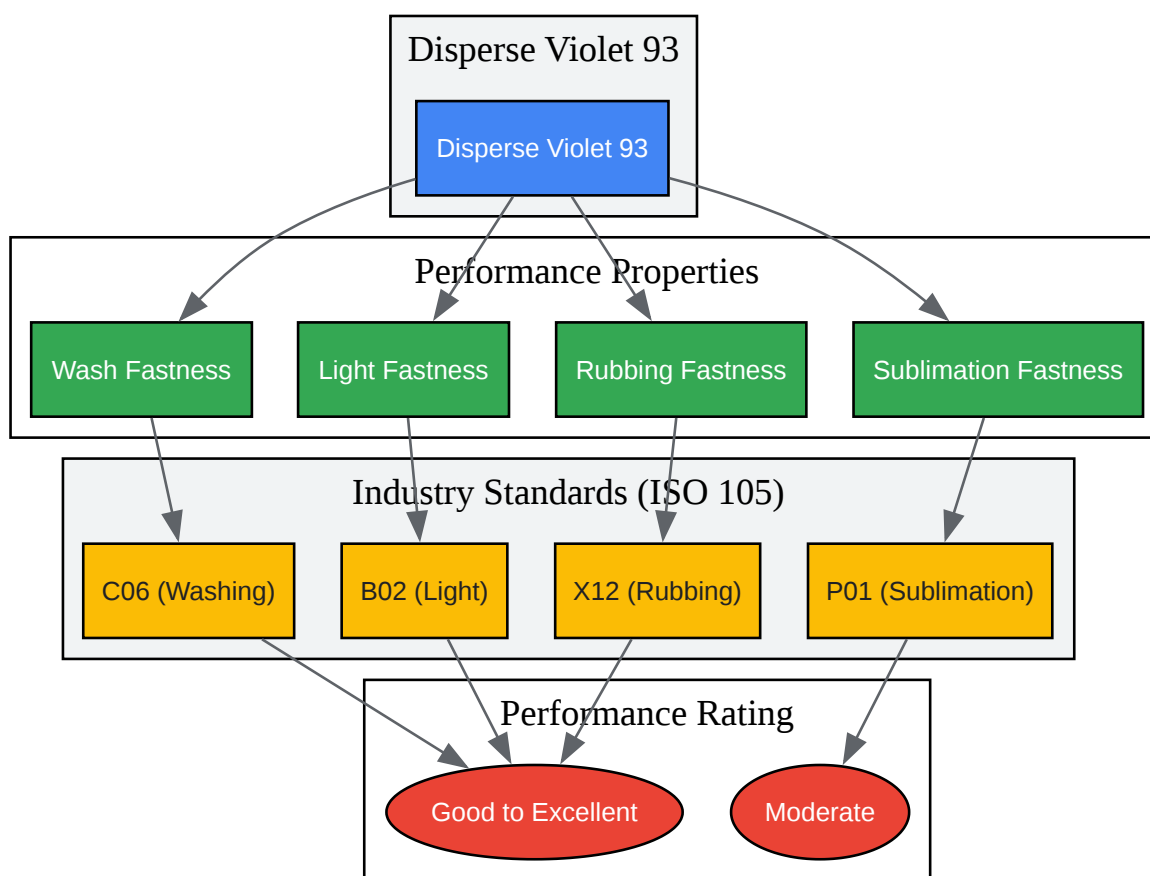 Disperse Violet 93
Disperse Violet 93
Performance Properties
Wash Fastness
Light Fastness
Rubbing Fastness
Sublimation Fastness
Industry Standards (ISO 105)
C06 (Washing)
B02 (Light)
X12 (Rubbing)
P01 (Sublimation)
Performance Rating
Good to Excellent
Moderate